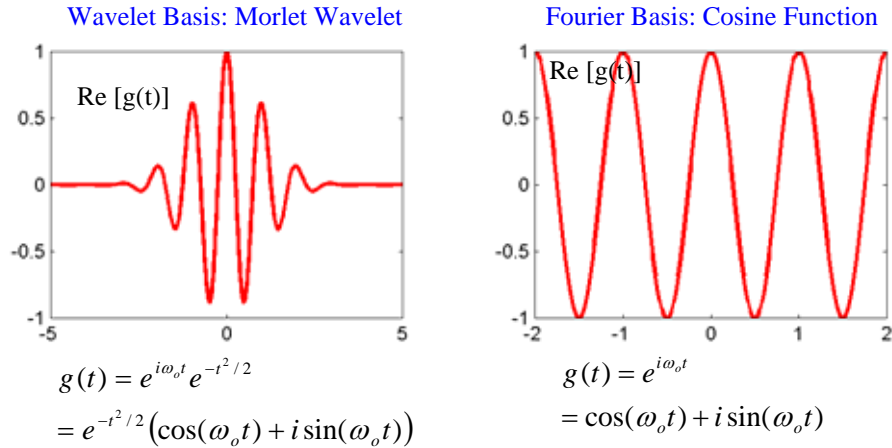 Wavelet Basis: Morlet Wavelet
1
0.5
0
-0.5
-1
-5
0
5
Re [g(t)]
g(t) = e^{iω_o t} e^{-t^2/2}
= e^{-t^2/2} (cos(ω_o t) + i sin(ω_o t))
Fourier Basis: Cosine Function
1
0.5
0
-0.5
-1
-2
-1
0
1
2
Re [g(t)]
g(t) = e^{iω_o t}
= cos(ω_o t) + i sin(ω_o t)